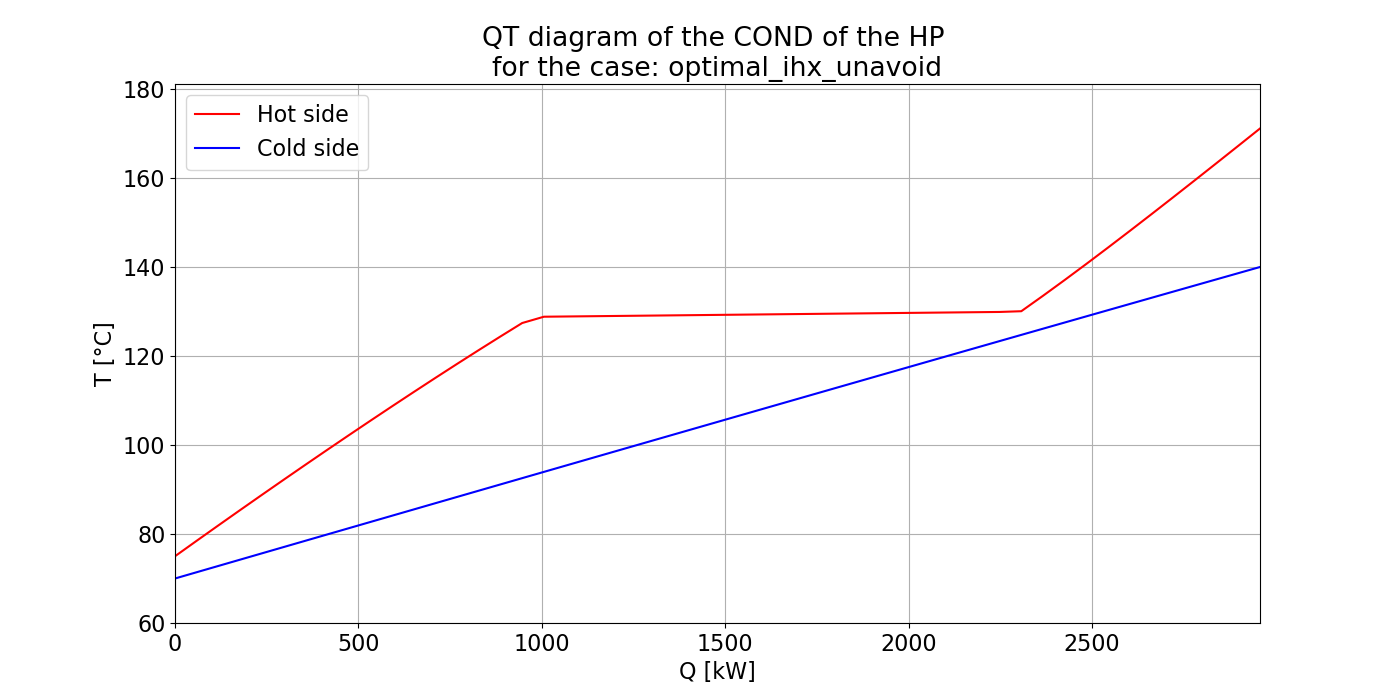 QT diagram of the COND of the HP
for the case: optimal_ihx_unavoid
Hot side
Cold side
T [°C]
180
160
140
120
100
80
60
0
500
1000
1500
2000
2500
Q [kW]